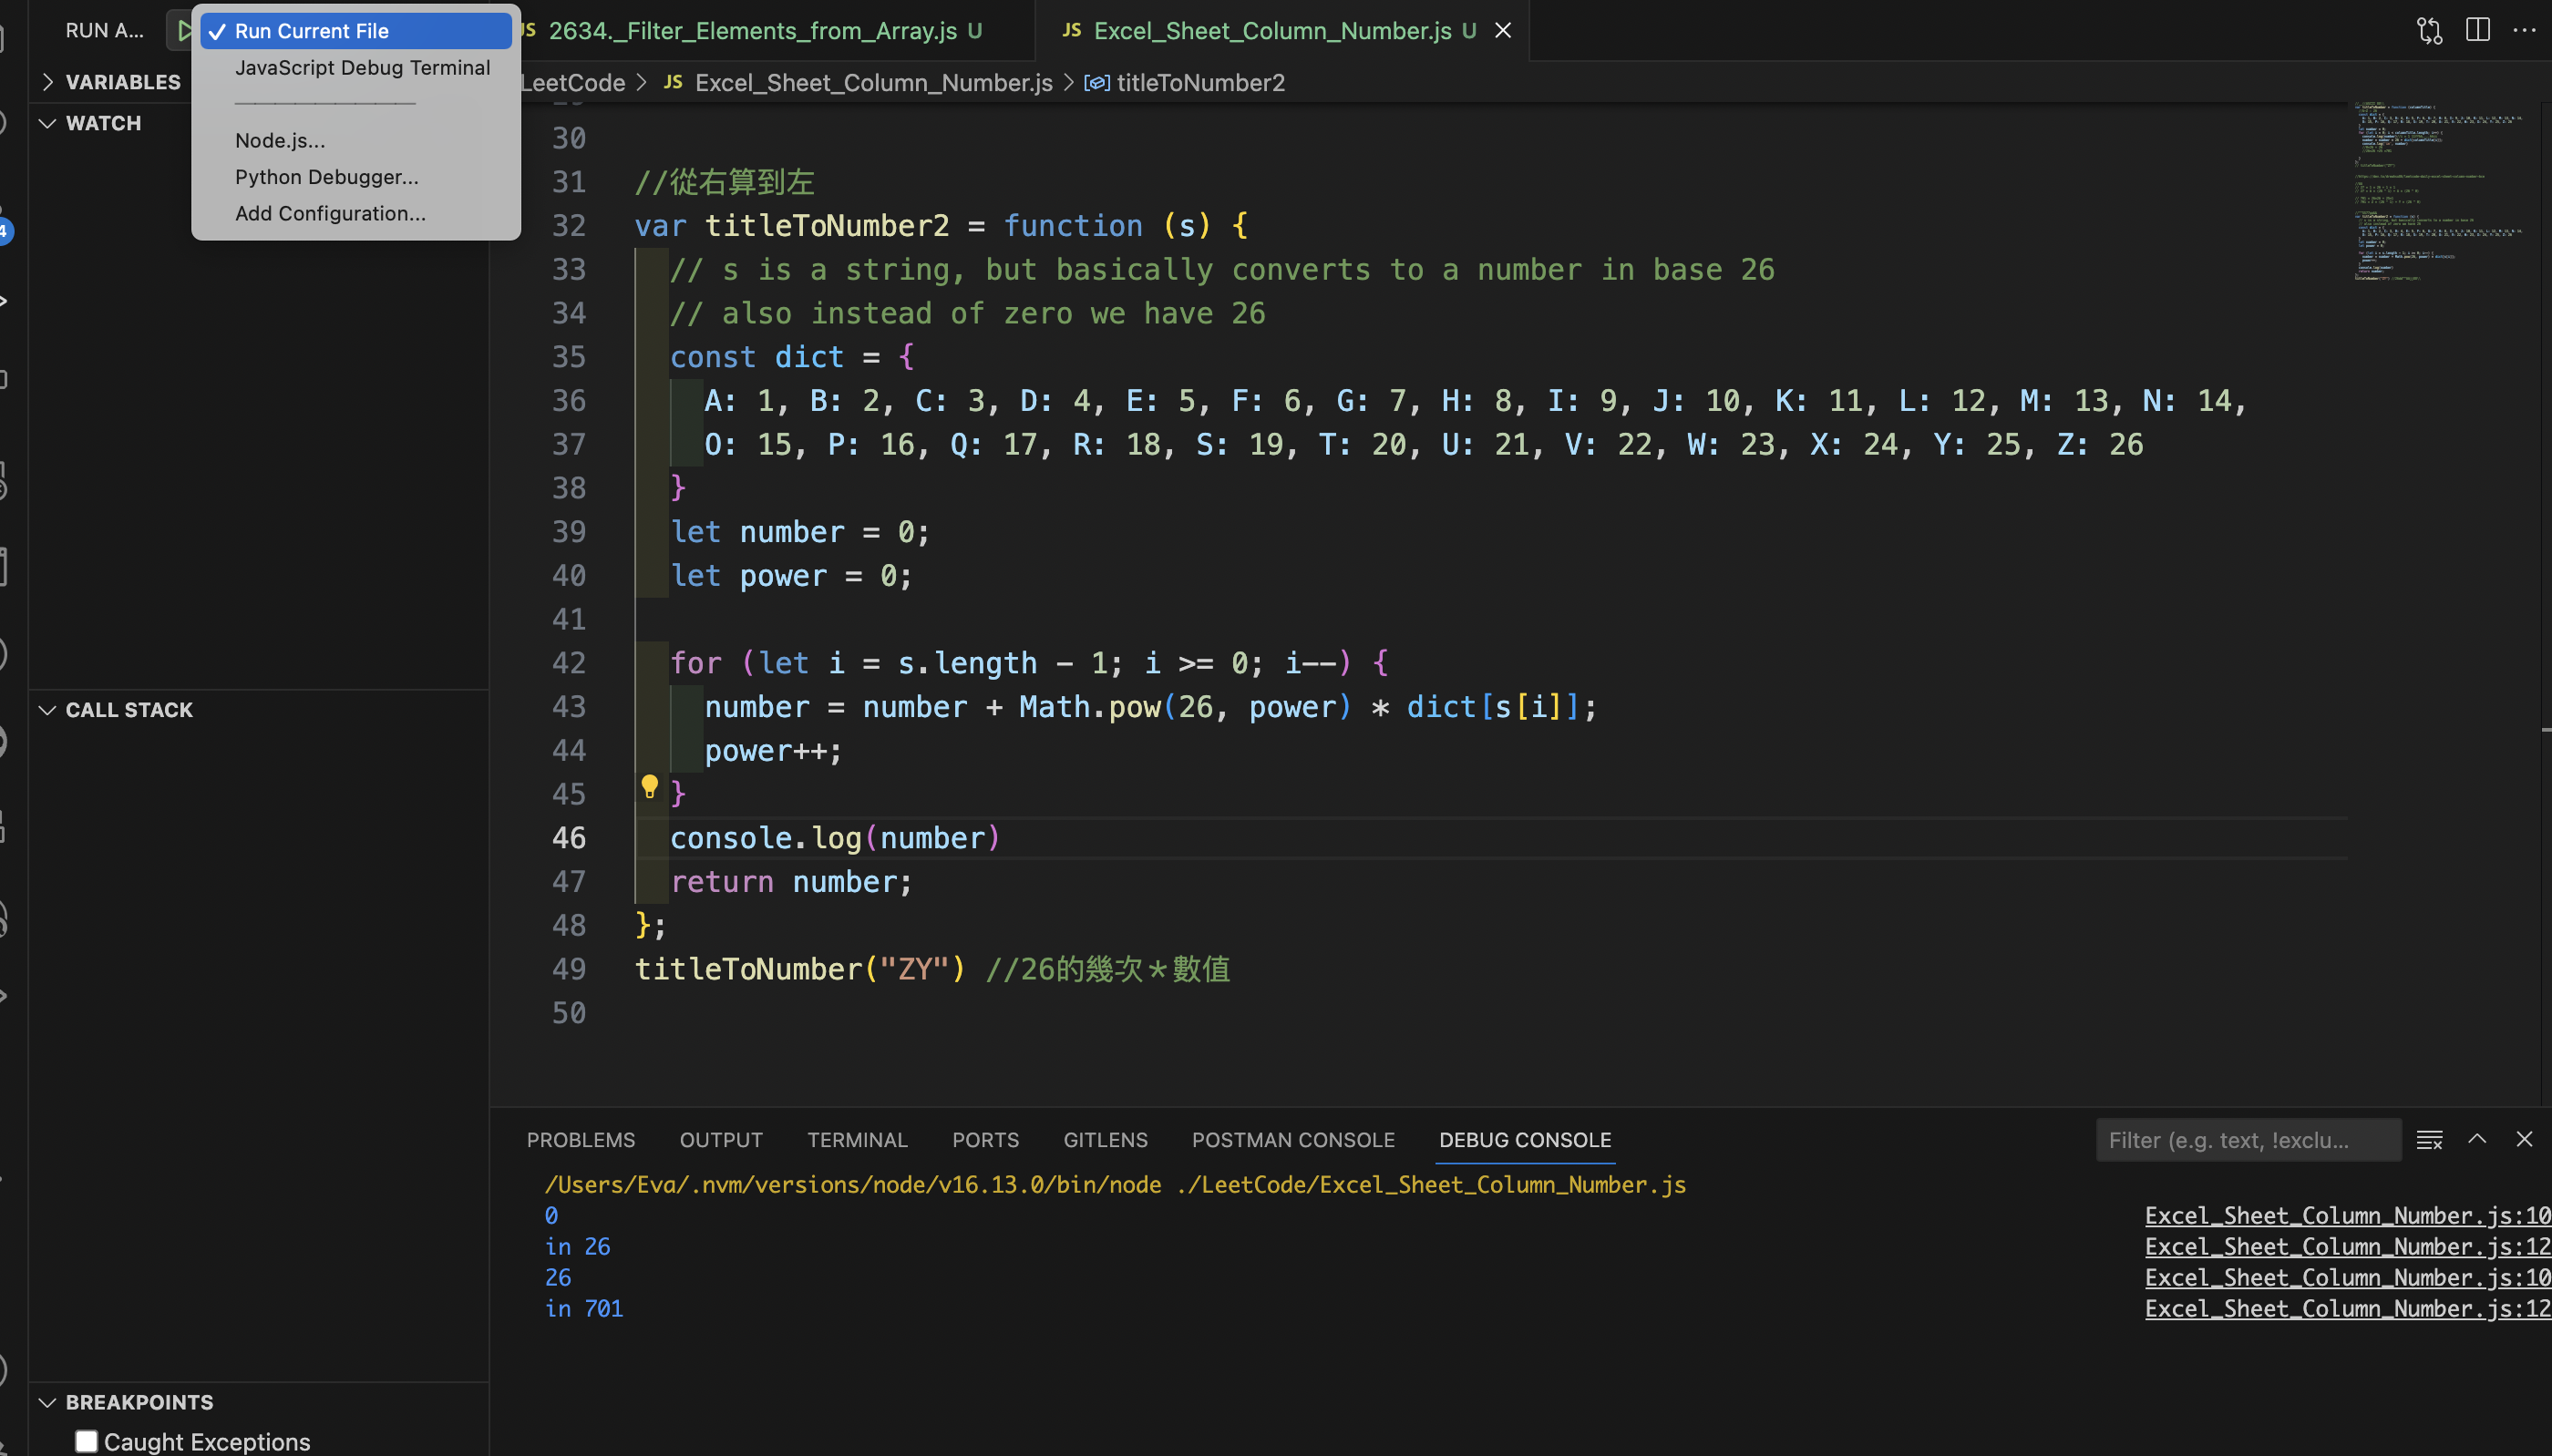 RUN A...
✓ Run Current File
JavaScript Debug Terminal
Node.js...
Python Debugger...
Add Configuration...
VARIABLES
WATCH
CALL STACK
BREAKPOINTS
Caught Exceptions
4
JS 2634._Filter_Elements_from_Array.js U
JS Excel_Sheet_Column_Number.js U
LeetCode > JS Excel_Sheet_Column_Number.js > titleToNumber2
30
31 //從右算到左
32 var titleToNumber2 = function (s) {
33 // s is a string, but basically converts to a number in base 26
34 // also instead of zero we have 26
35 const dict = {
36 A: 1, B: 2, C: 3, D: 4, E: 5, F: 6, G: 7, H: 8, I: 9, J: 10, K: 11, L: 12, M: 13, N: 14,
37 O: 15, P: 16, Q: 17, R: 18, S: 19, T: 20, U: 21, V: 22, W: 23, X: 24, Y: 25, Z: 26
38 }
39 let number = 0;
40 let power = 0;
41
42 for (let i = s.length - 1; i >= 0; i--) {
43 number = number + Math.pow(26, power) * dict[s[i]];
44 power++;
45 }
46 console.log(number)
47 return number;
48 };
49 titleToNumber("ZY") //26的幾次＊數值
50
PROBLEMS OUTPUT TERMINAL PORTS GITLENS POSTMAN CONSOLE DEBUG CONSOLE
Filter (e.g. text, !exclu...
/Users/Eva/.nvm/versions/node/v16.13.0/bin/node ./LeetCode/Excel_Sheet_Column_Number.js
0 Excel_Sheet_Column_Number.js:10
in 26 Excel_Sheet_Column_Number.js:12
26 Excel_Sheet_Column_Number.js:10
in 701 Excel_Sheet_Column_Number.js:12